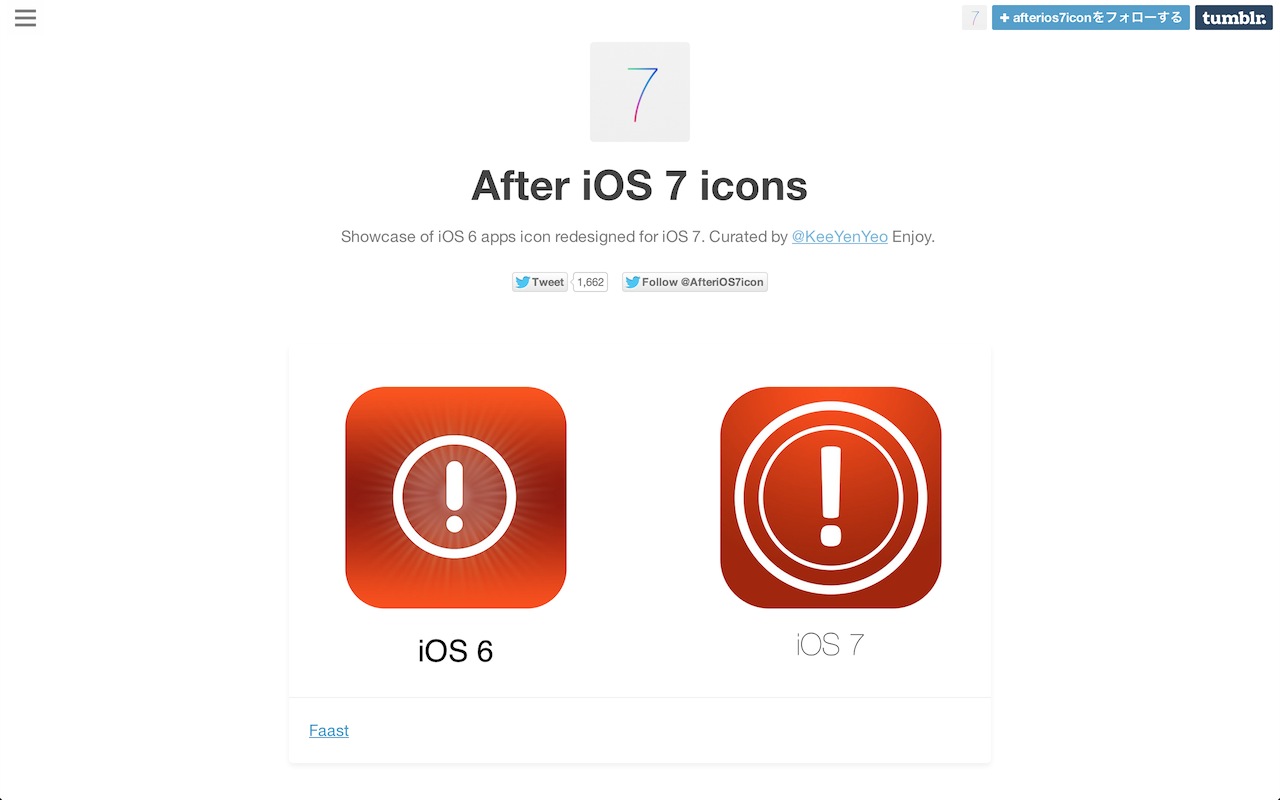 7
+ afterios7iconをフォローする
tumblr.
7
After iOS 7 icons
Showcase of iOS 6 apps icon redesigned for iOS 7. Curated by @KeeYenYeo Enjoy.
Tweet 1,662 Follow @AfteriOS7icon
! !
iOS 6 iOS 7
Faast